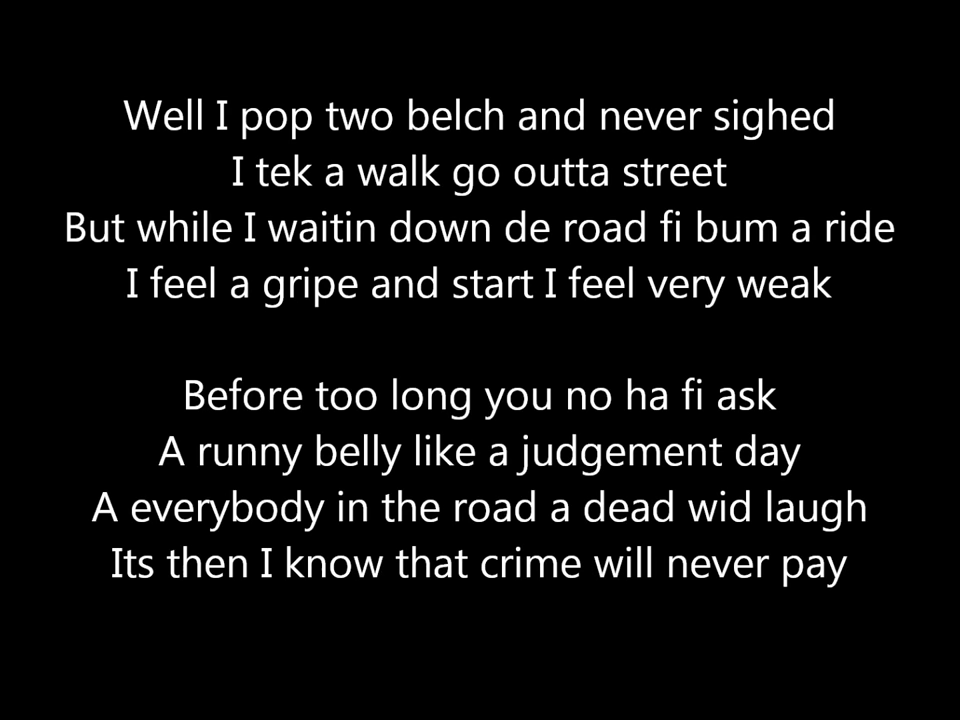 Well I pop two belch and never sighed
I tek a walk go outta street
But while I waitin down de road fi bum a ride
I feel a gripe and start I feel very weak
Before too long you no ha fi ask
A runny belly like a judgement day
A everybody in the road a dead wid laugh
Its then I know that crime will never pay